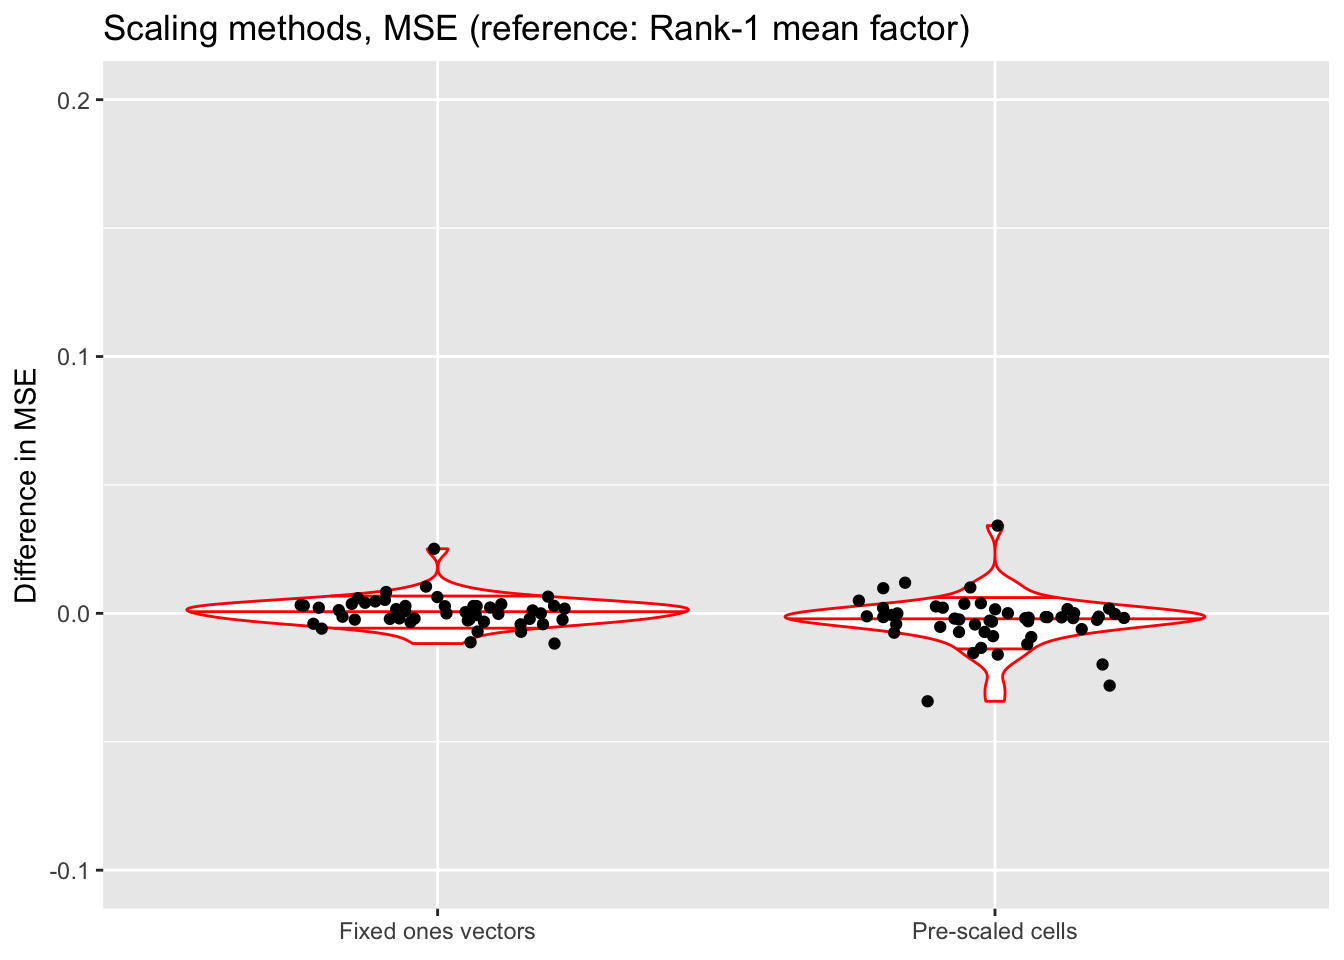 Scaling methods, MSE (reference: Rank-1 mean factor)
Difference in MSE
0.2
0.1
0.0
-0.1
Fixed ones vectors
Pre-scaled cells